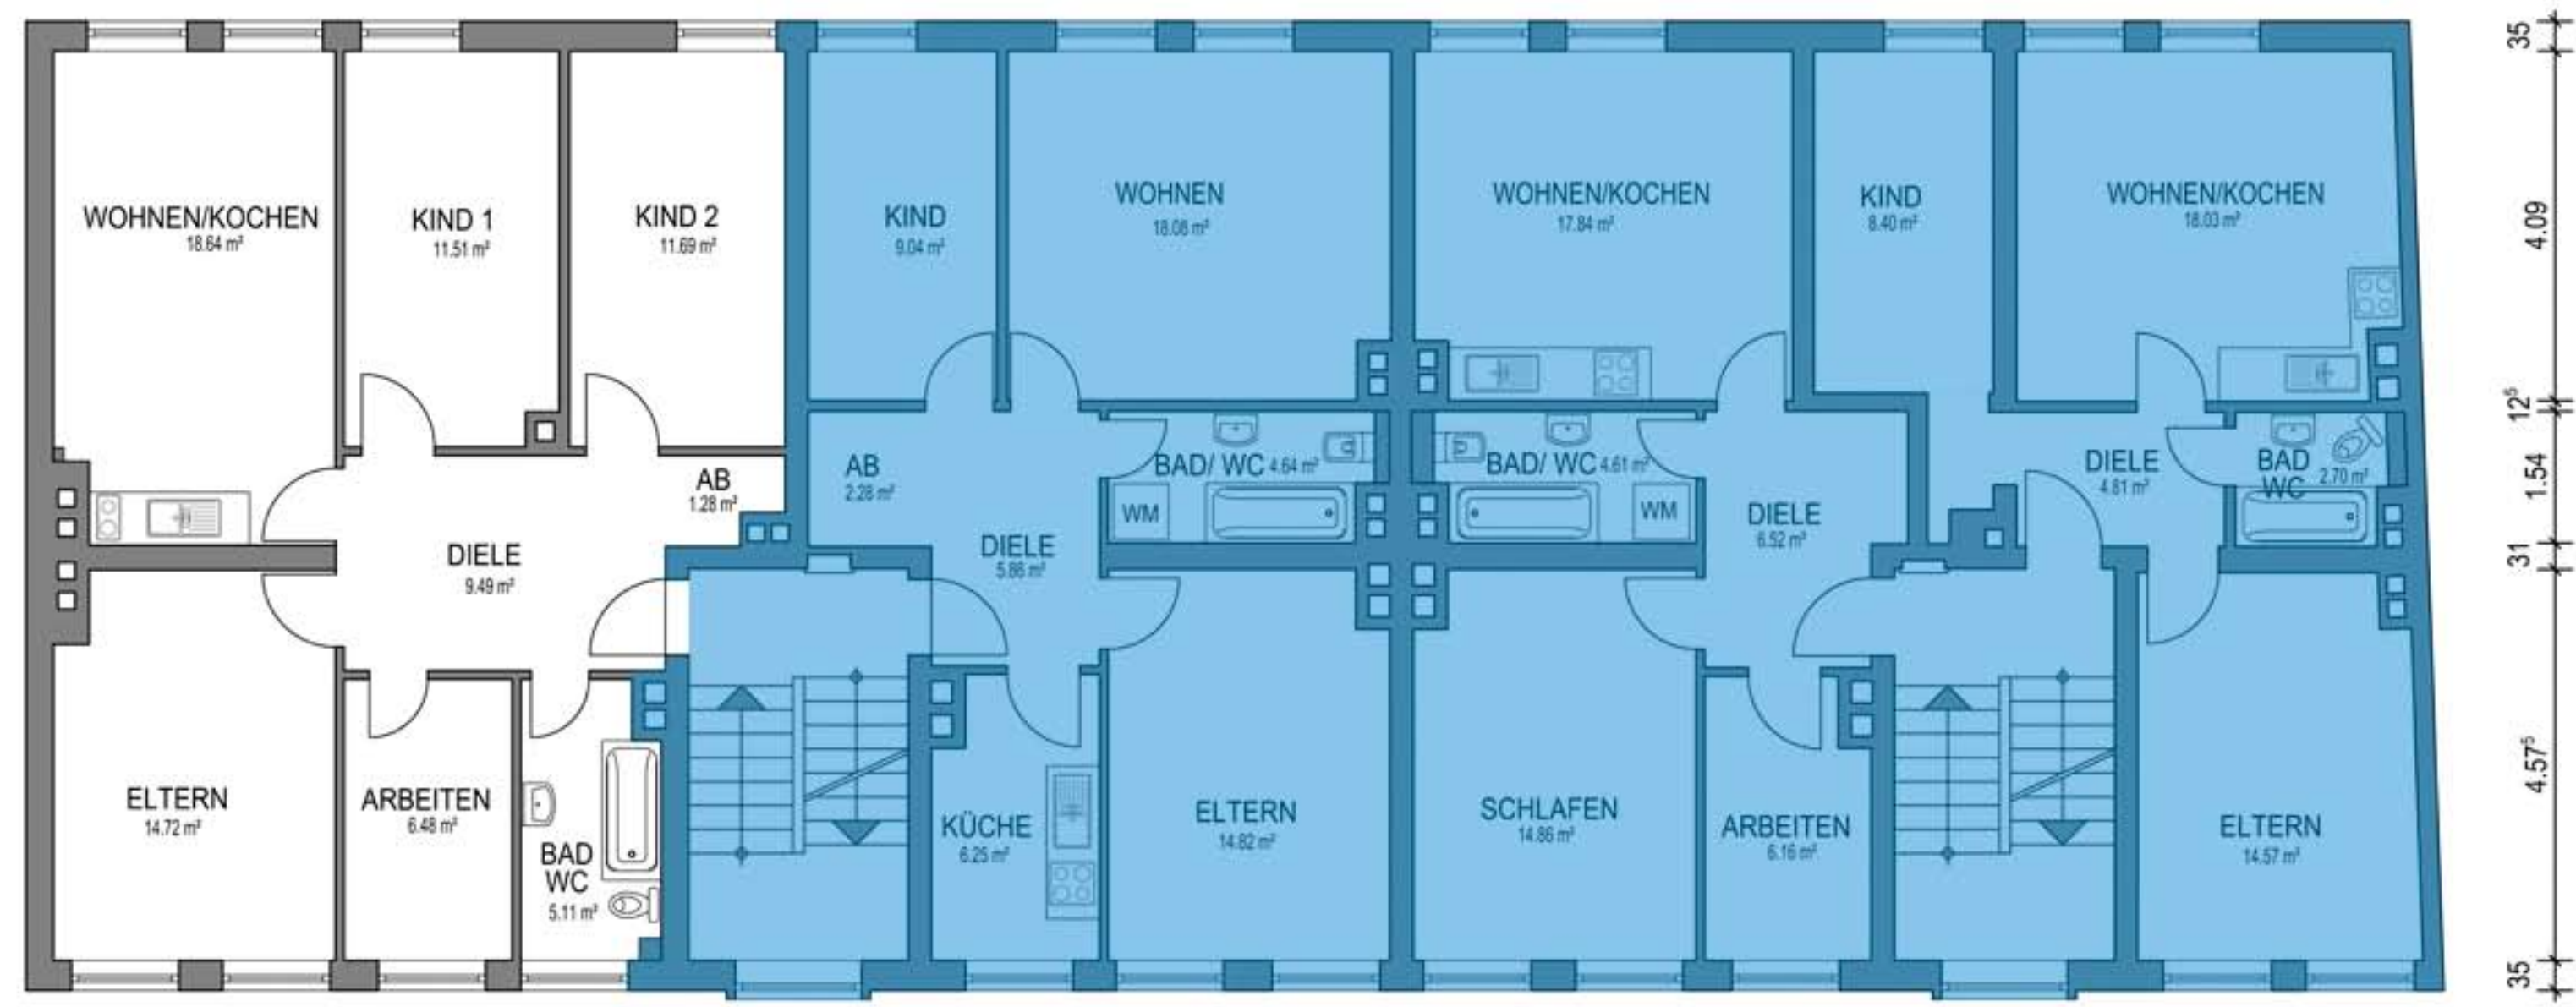 WOHNEN/KOCHEN
18.64 m²
KIND 1
11.51 m²
KIND 2
11.69 m²
KIND
9.04 m²
WOHNEN
18.08 m²
WOHNEN/KOCHEN
17.84 m²
KIND
8.40 m²
WOHNEN/KOCHEN
18.03 m²
AB
1.28 m²
AB
2.28 m²
BAD/ WC 4.64 m²
WM
BAD/ WC 4.61 m²
WM
DIELE
4.81 m²
BAD
WC
2.70 m²
DIELE
9.49 m²
DIELE
5.86 m²
DIELE
6.52 m²
ELTERN
14.72 m²
ARBEITEN
6.48 m²
BAD
WC
5.11 m²
KÜCHE
6.25 m²
ELTERN
14.82 m²
SCHLAFEN
14.86 m²
ARBEITEN
6.16 m²
ELTERN
14.57 m²
35
4.09
12⁵
1.54
31
4.57⁵
35